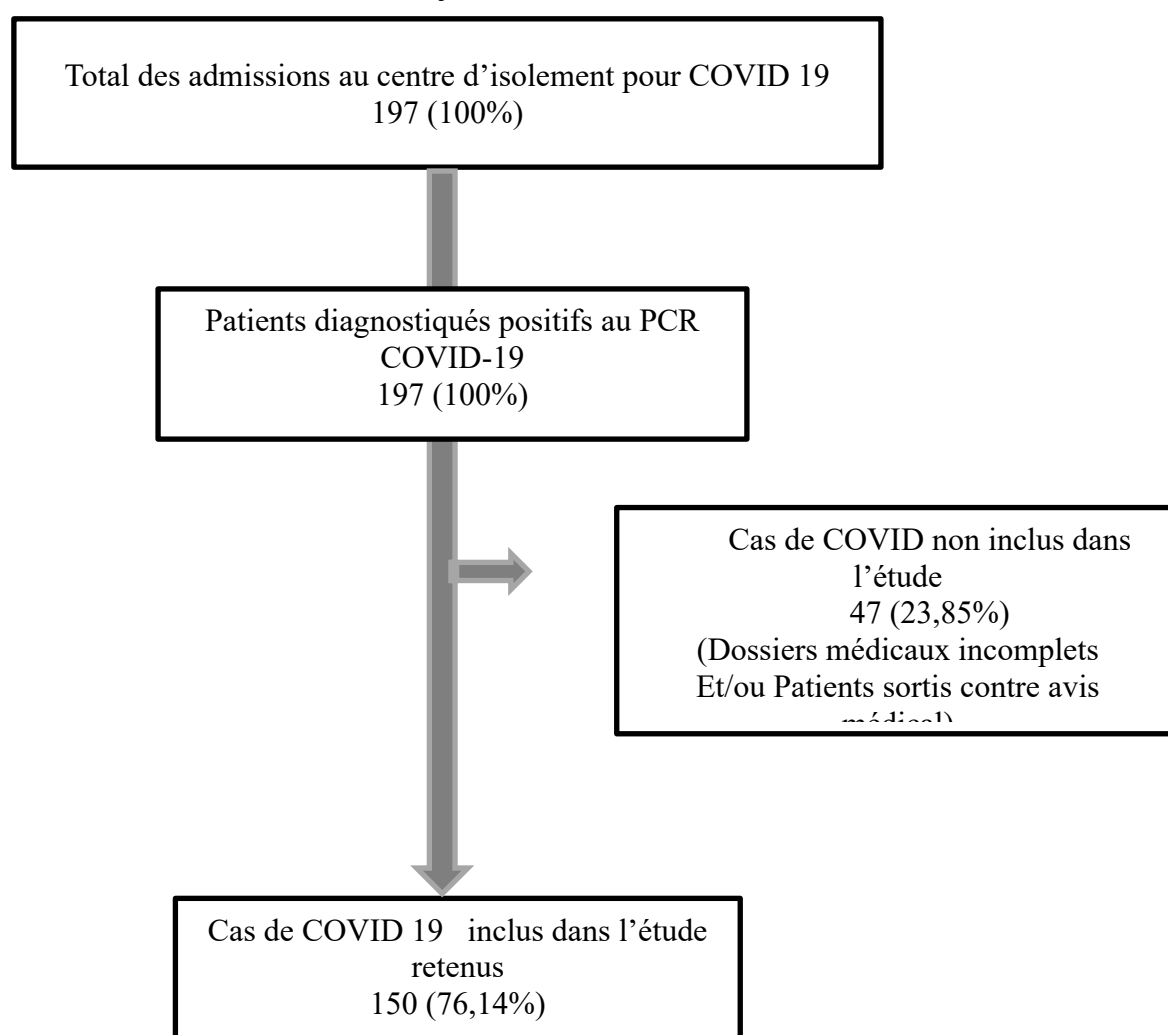 Total des admissions au centre d’isolement pour COVID 19
197 (100%)
Patients diagnostiqués positifs au PCR
COVID-19
197 (100%)
Cas de COVID non inclus dans
l’étude
47 (23,85%)
(Dossiers médicaux incomplets
Et/ou Patients sortis contre avis
médical)
Cas de COVID 19 inclus dans l’étude
retenus
150 (76,14%)